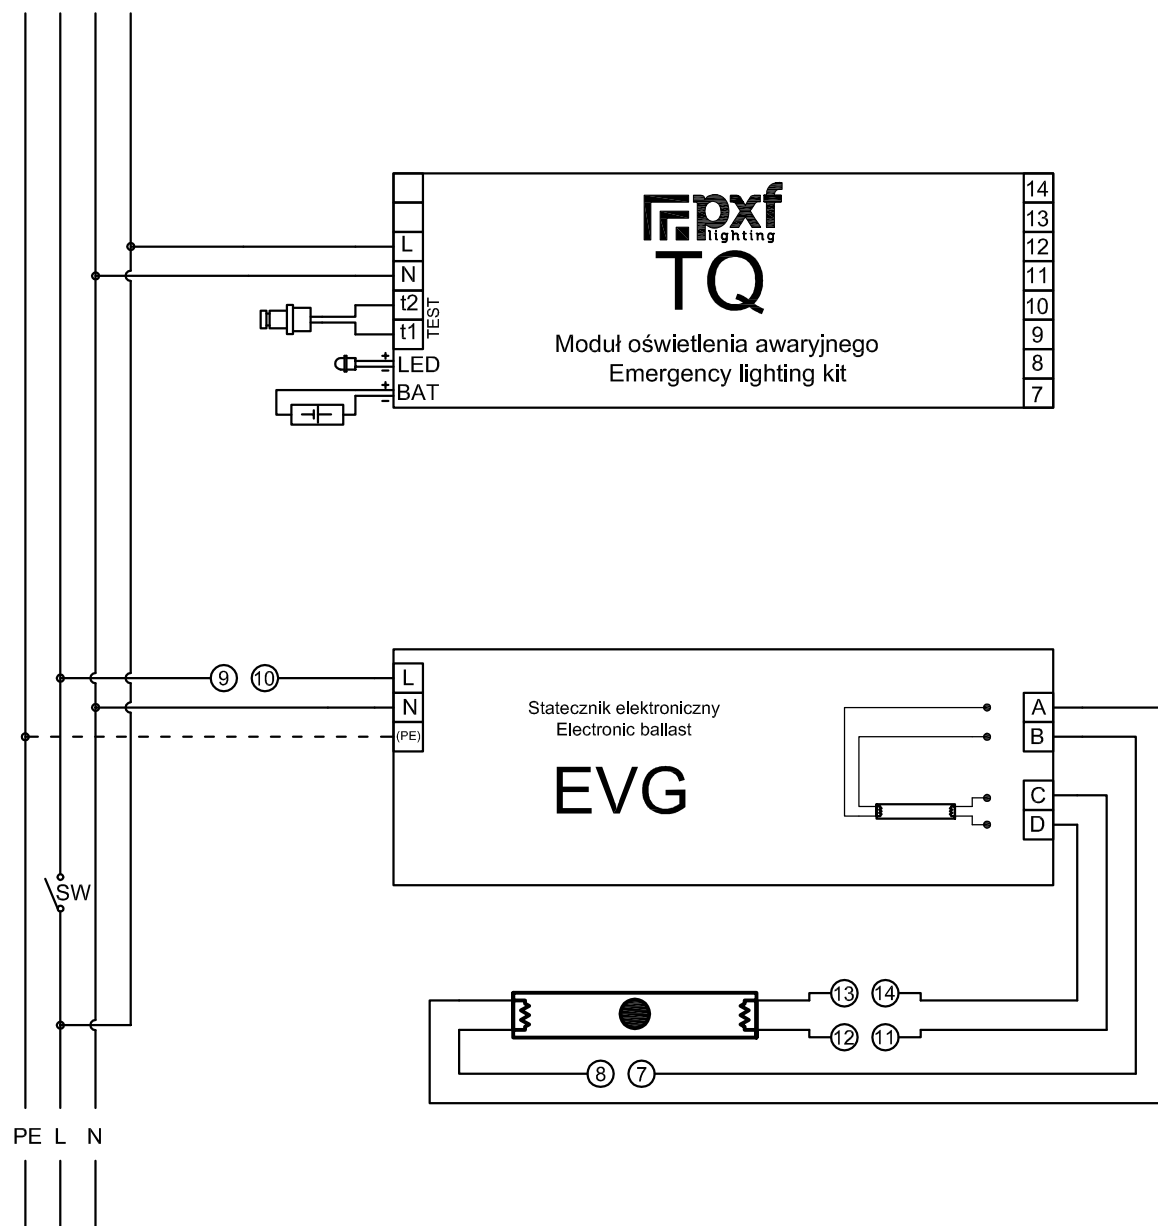 pxf
lighting
TQ
Moduł oświetlenia awaryjnego
Emergency lighting kit
L
N
t2
t1
TEST
+
-
LED
+
-
BAT
14
13
12
11
10
9
8
7
9 10
L
N
(PE)
Statecznik elektroniczny
Electronic ballast
EVG
A
B
C
D
SW
13 14
12 11
8 7
PE L N